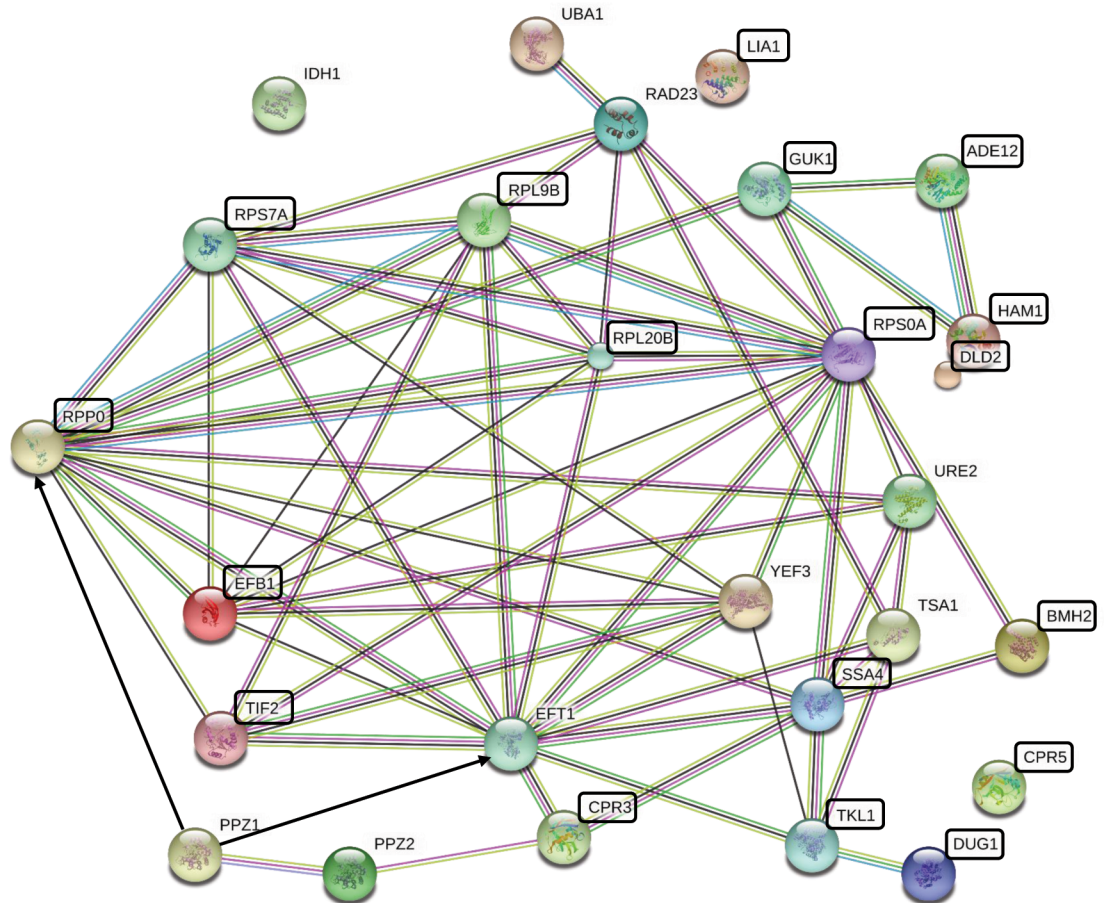 UBA1
LIA1
IDH1
RAD23
GUK1
ADE12
RPL9B
RPS7A
HAM1
RPS0A
RPL20B
DLD2
RPP0
URE2
YEF3
EFB1
TSA1
BMH2
SSA4
TIF2
EFT1
CPR5
CPR3
TKL1
PPZ1
PPZ2
DUG1